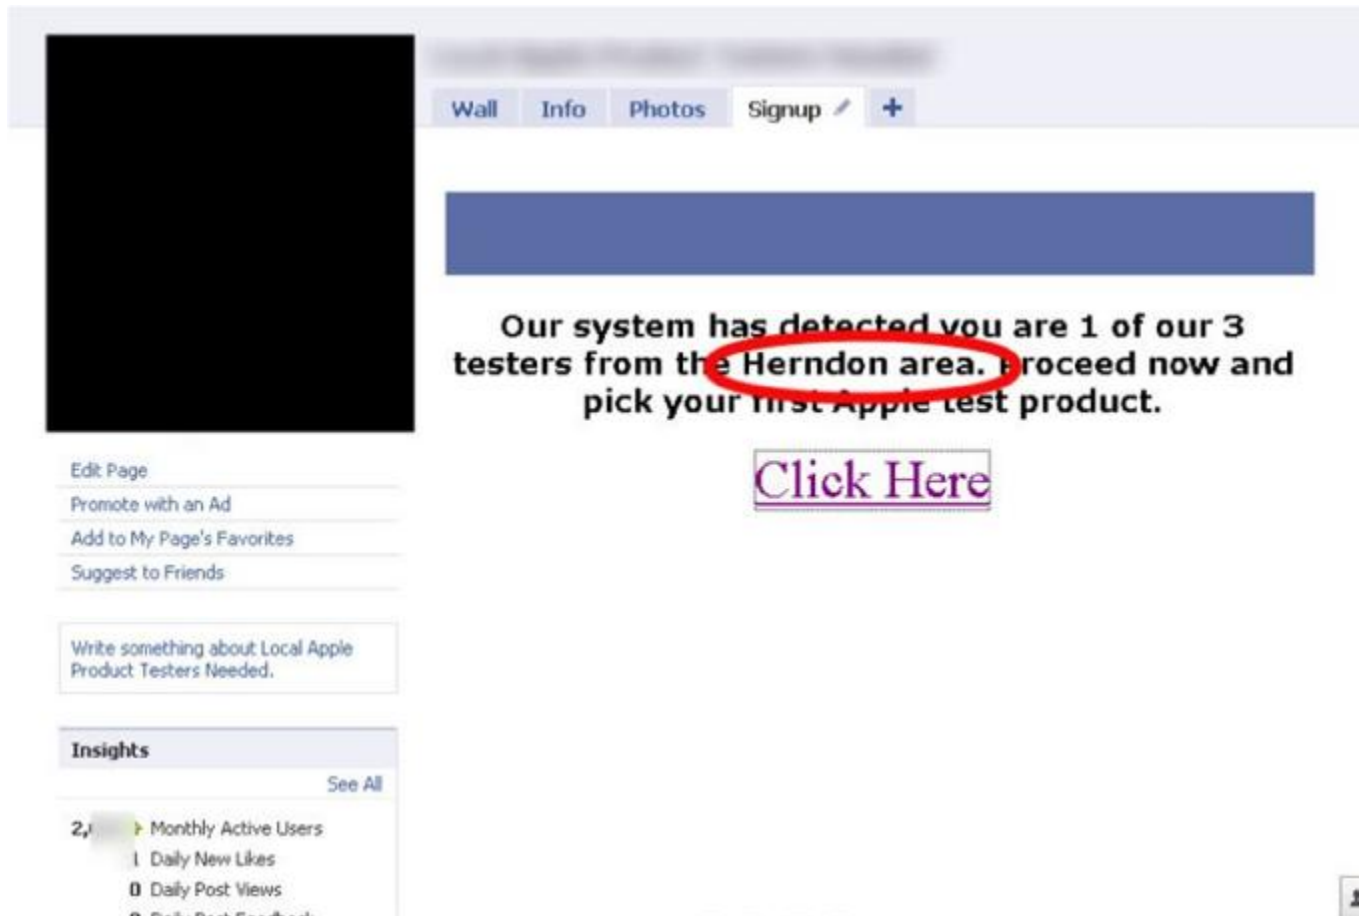 Wall Info Photos Signup +
Our system has detected you are 1 of our 3
testers from the Herndon area. Proceed now and
pick your first Apple test product.
Click Here
Edit Page
Promote with an Ad
Add to My Page's Favorites
Suggest to Friends
Write something about Local Apple
Product Testers Needed.
Insights
See All
Monthly Active Users
1 Daily New Likes
0 Daily Post Views